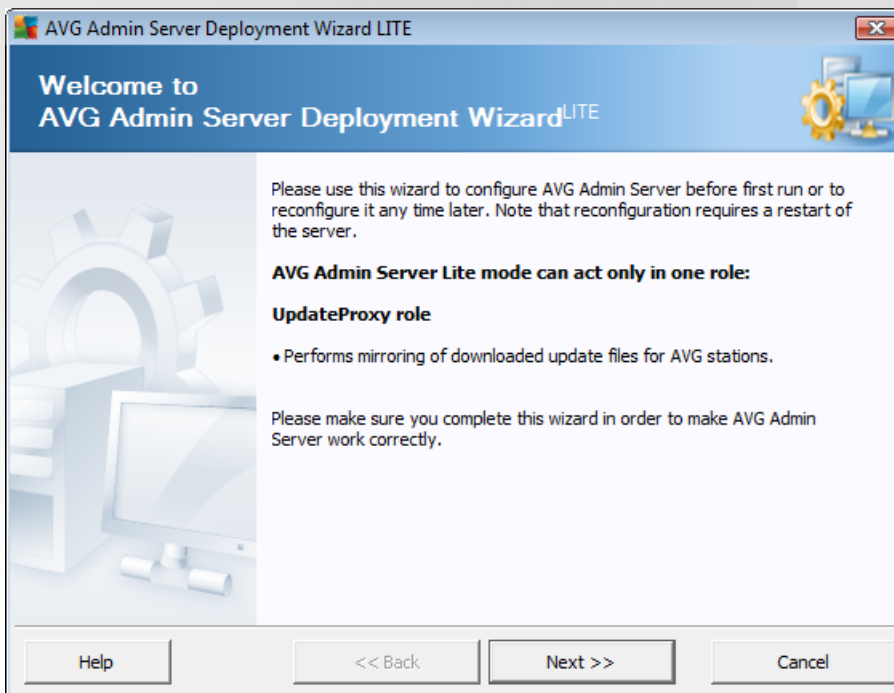 AVG Admin Server Deployment Wizard LITE
Welcome to
AVG Admin Server Deployment Wizard LITE
Please use this wizard to configure AVG Admin Server before first run or to
reconfigure it any time later. Note that reconfiguration requires a restart of
the server.
AVG Admin Server Lite mode can act only in one role:
UpdateProxy role
• Performs mirroring of downloaded update files for AVG stations.
Please make sure you complete this wizard in order to make AVG Admin
Server work correctly.
Help
<< Back
Next >>
Cancel